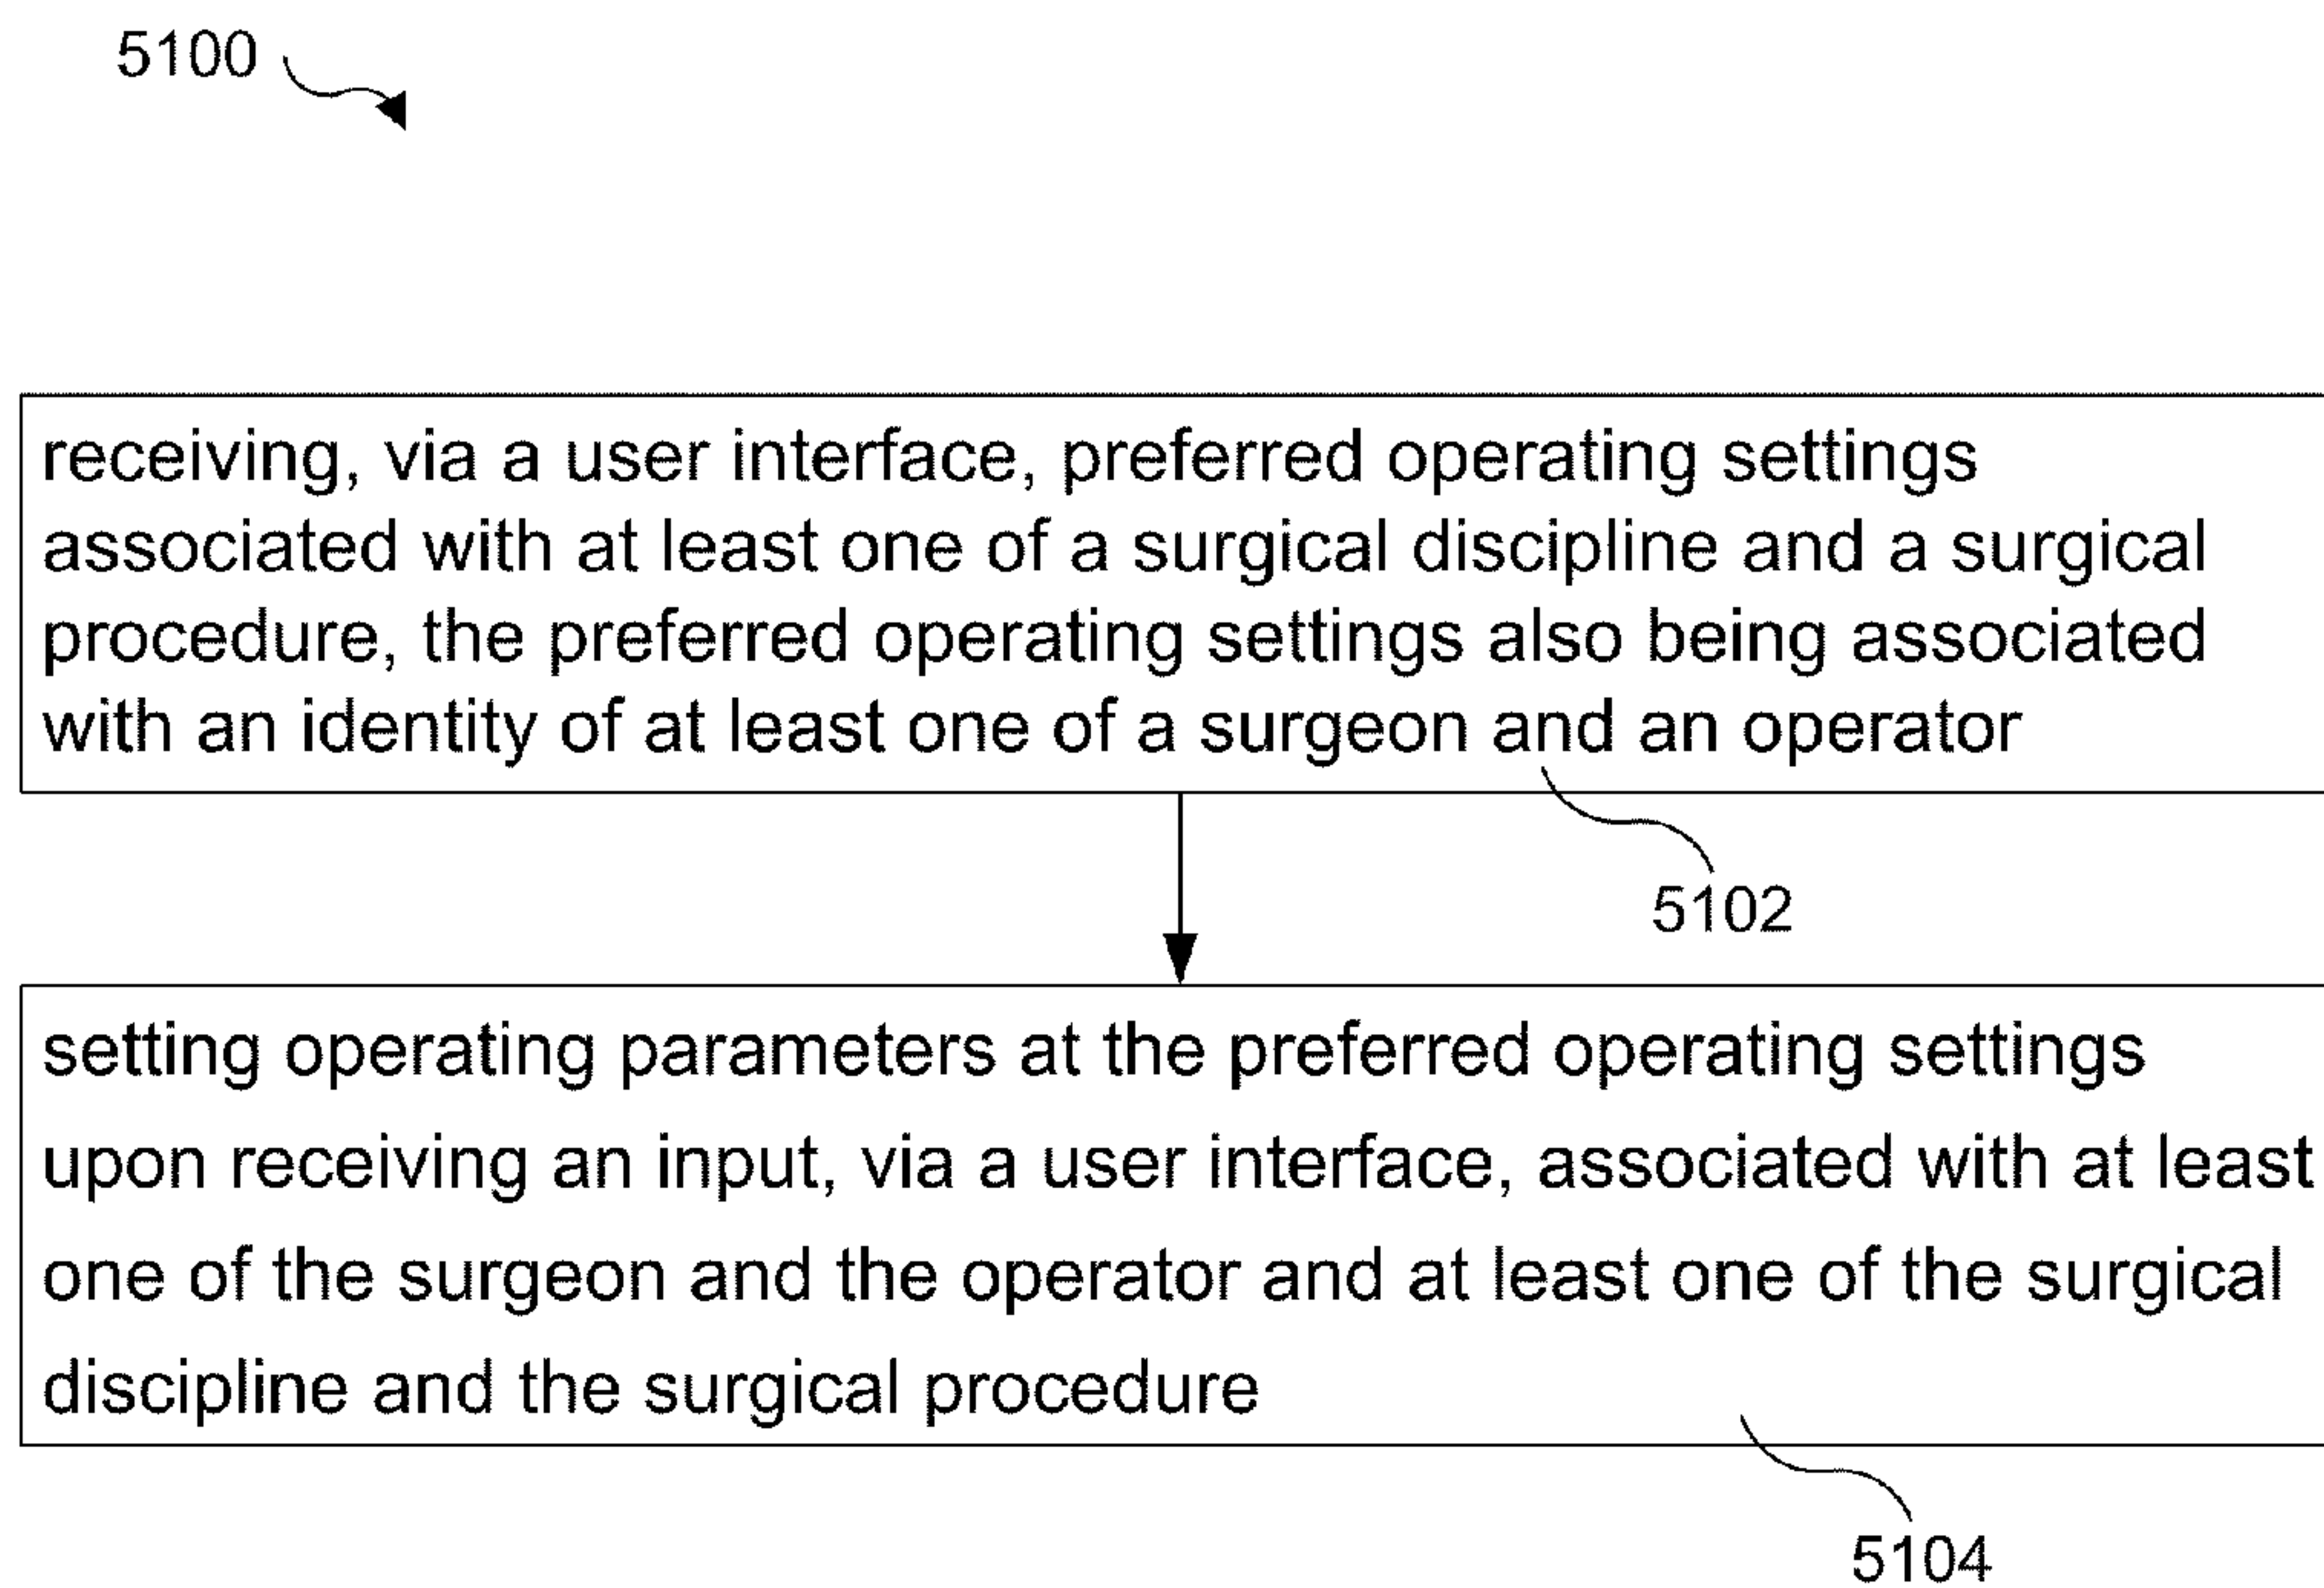 5100
receiving, via a user interface, preferred operating settings
associated with at least one of a surgical discipline and a surgical
procedure, the preferred operating settings also being associated
with an identity of at least one of a surgeon and an operator
5102
setting operating parameters at the preferred operating settings
upon receiving an input, via a user interface, associated with at least
one of the surgeon and the operator and at least one of the surgical
discipline and the surgical procedure
5104